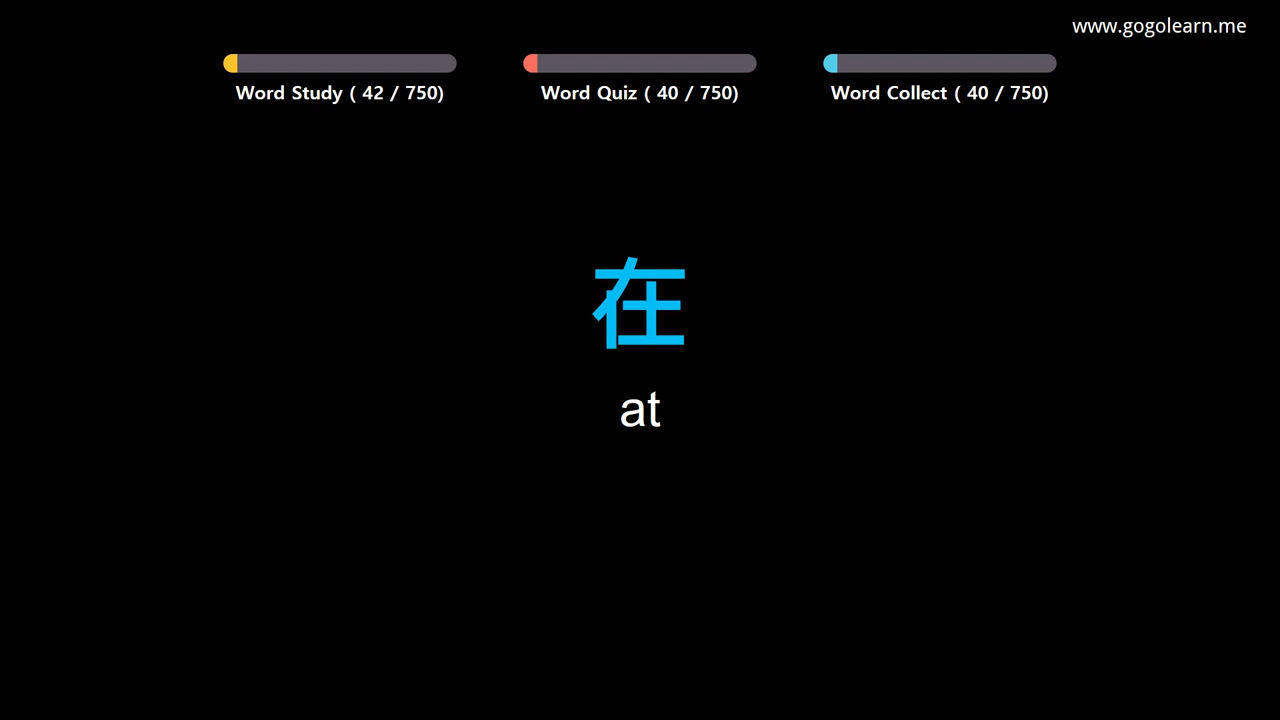 www.gogolearn.me
Word Study ( 42 / 750)
Word Quiz ( 40 / 750)
Word Collect ( 40 / 750)
在
at